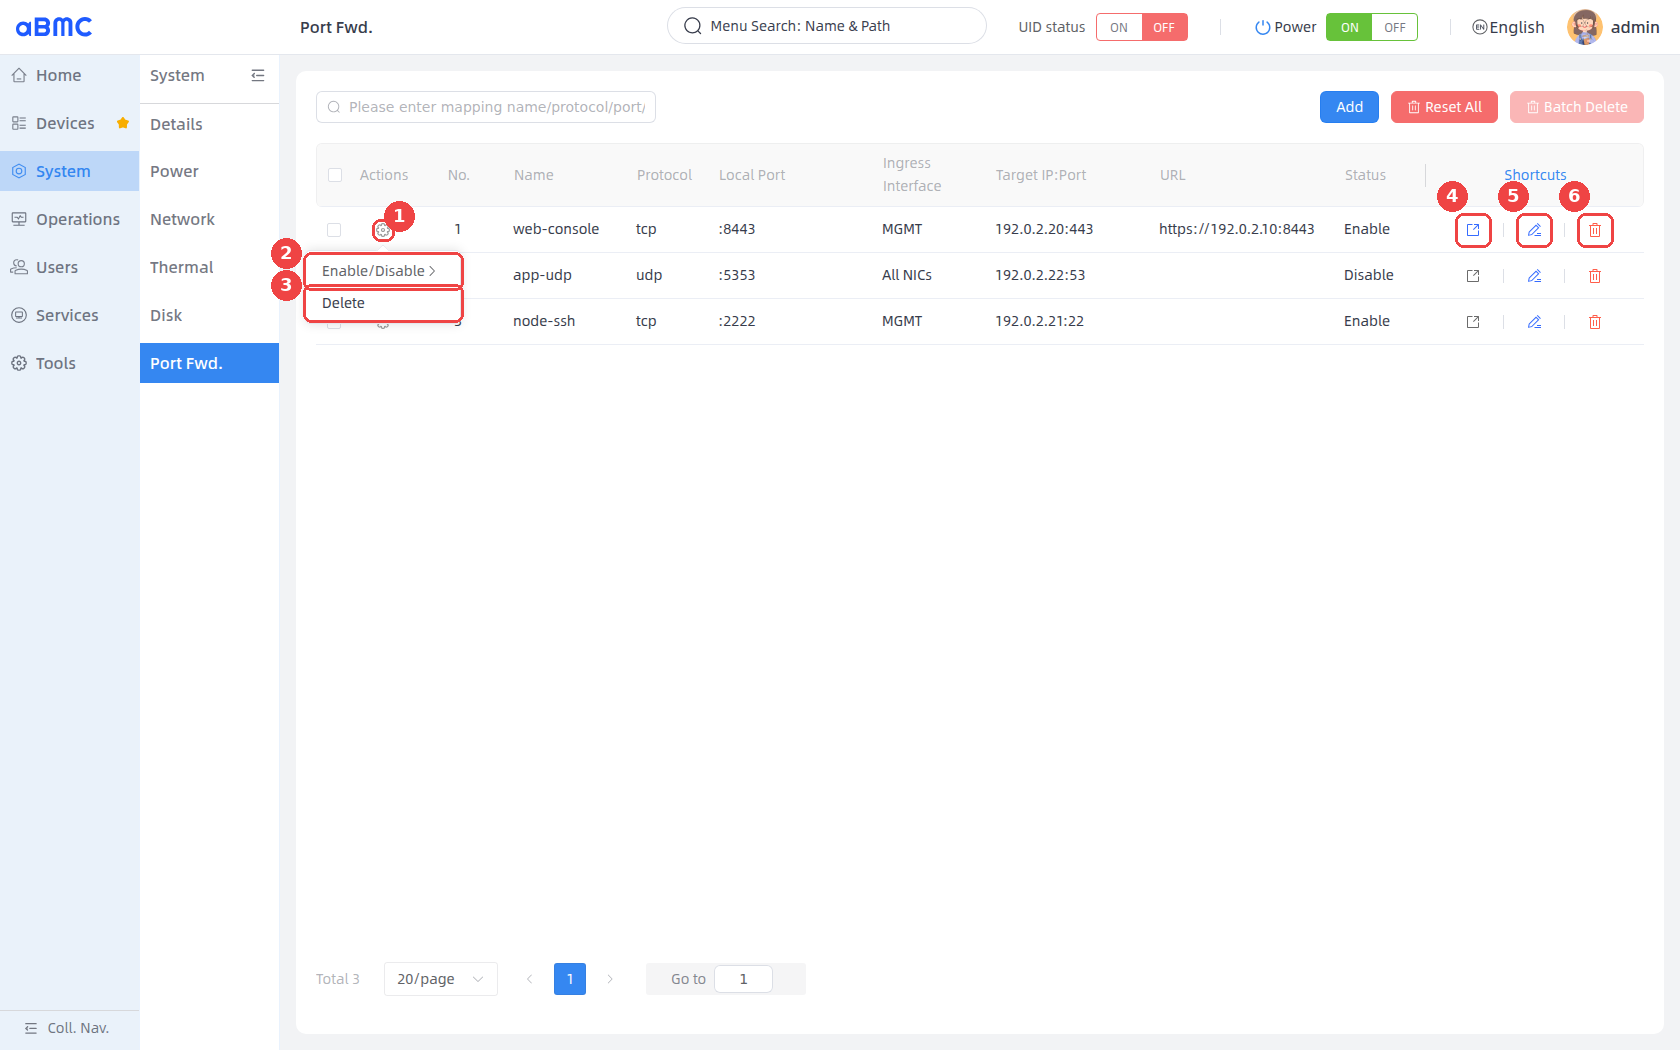 aBMC
Port Fwd.
Menu Search: Name & Path
UID status
ON
OFF
Power
ON
OFF
EN
English
admin
Home
Devices
System
Operations
Users
Services
Tools
Coll. Nav.
System
Details
Power
Network
Thermal
Disk
Port Fwd.
Please enter mapping name/protocol/port/
Add
Reset All
Batch Delete
Actions
No.
Name
Protocol
Local Port
Ingress
Interface
Target IP:Port
URL
Status
Shortcuts
1
4
5
6
1
web-console
tcp
:8443
MGMT
192.0.2.20:443
https://192.0.2.10:8443
Enable
2
Enable/Disable
app-udp
udp
:5353
All NICs
192.0.2.22:53
Disable
3
Delete
node-ssh
tcp
:2222
MGMT
192.0.2.21:22
Enable
Total 3
20/page
1
Go to
1